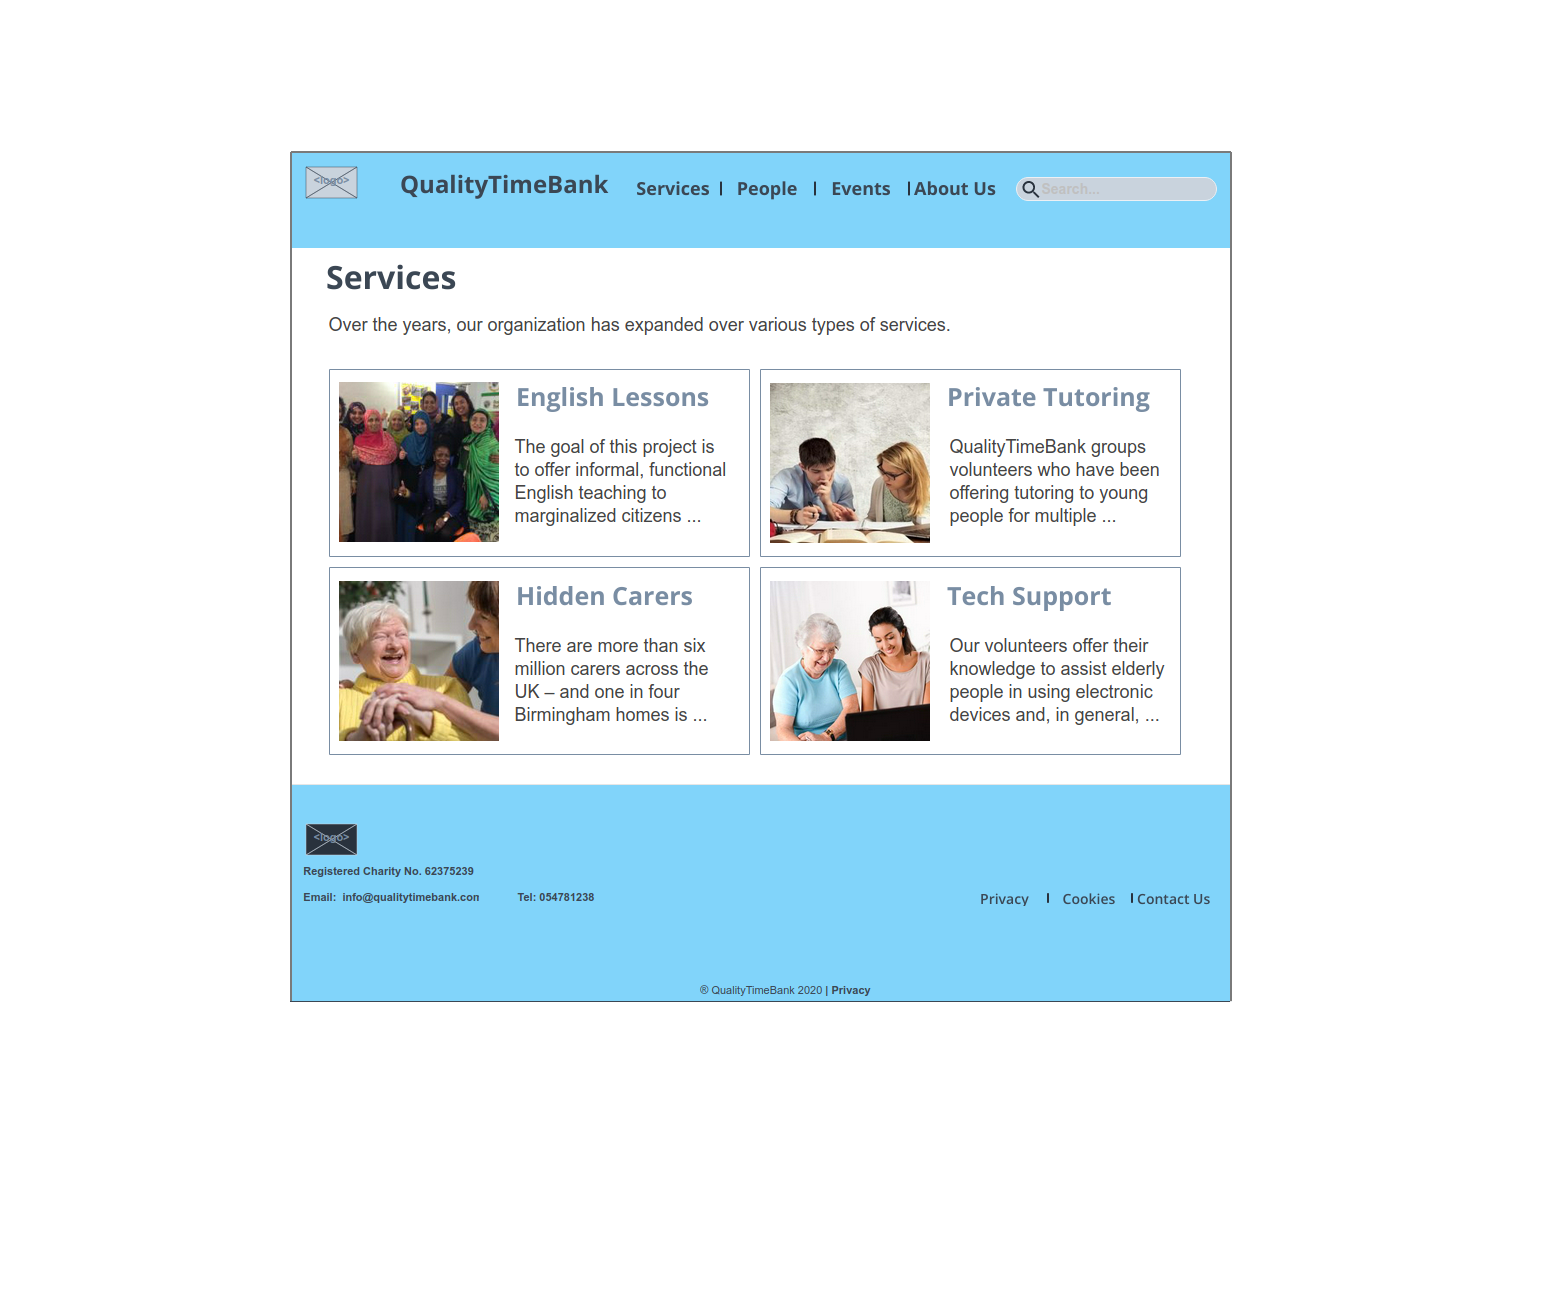 <logo>
QualityTimeBank
Services | People | Events | About Us
Search...
Services
Over the years, our organization has expanded over various types of services.
English Lessons
The goal of this project is
to offer informal, functional
English teaching to
marginalized citizens ...
Private Tutoring
QualityTimeBank groups
volunteers who have been
offering tutoring to young
people for multiple ...
Hidden Carers
There are more than six
million carers across the
UK – and one in four
Birmingham homes is ...
Tech Support
Our volunteers offer their
knowledge to assist elderly
people in using electronic
devices and, in general, ...
<logo>
Registered Charity No. 62375239
Email: info@qualitytimebank.con Tel: 054781238
Privacy | Cookies | Contact Us
® QualityTimeBank 2020 | Privacy